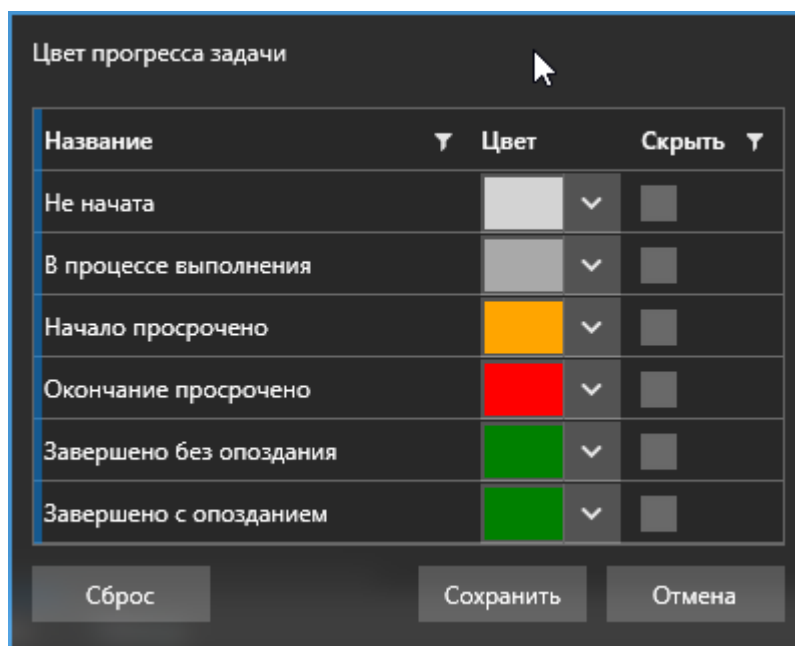 Цвет прогресса задачи
Название Цвет Скрыть
Не начата
В процессе выполнения
Начало просрочено
Окончание просрочено
Завершено без опоздания
Завершено с опозданием
Сброс Сохранить Отмена